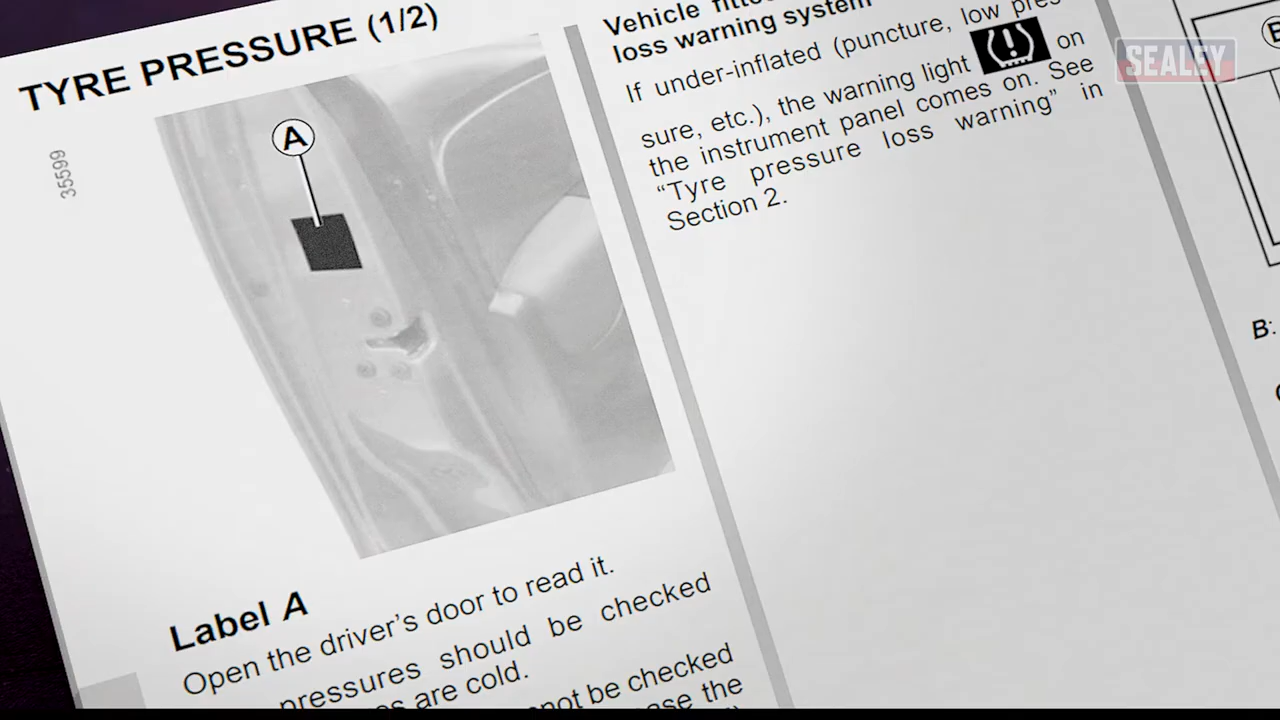 TYRE PRESSURE (1/2)
35599
A
Label A
Open the driver's door to read it.
pressures should be checked
are cold.
not be checked
the
Vehicle
loss warning system
If under-inflated (puncture, low pres
sure, etc.), the warning light on
the instrument panel comes on. See
“Tyre pressure loss warning” in
Section 2.
SEALEY
B: